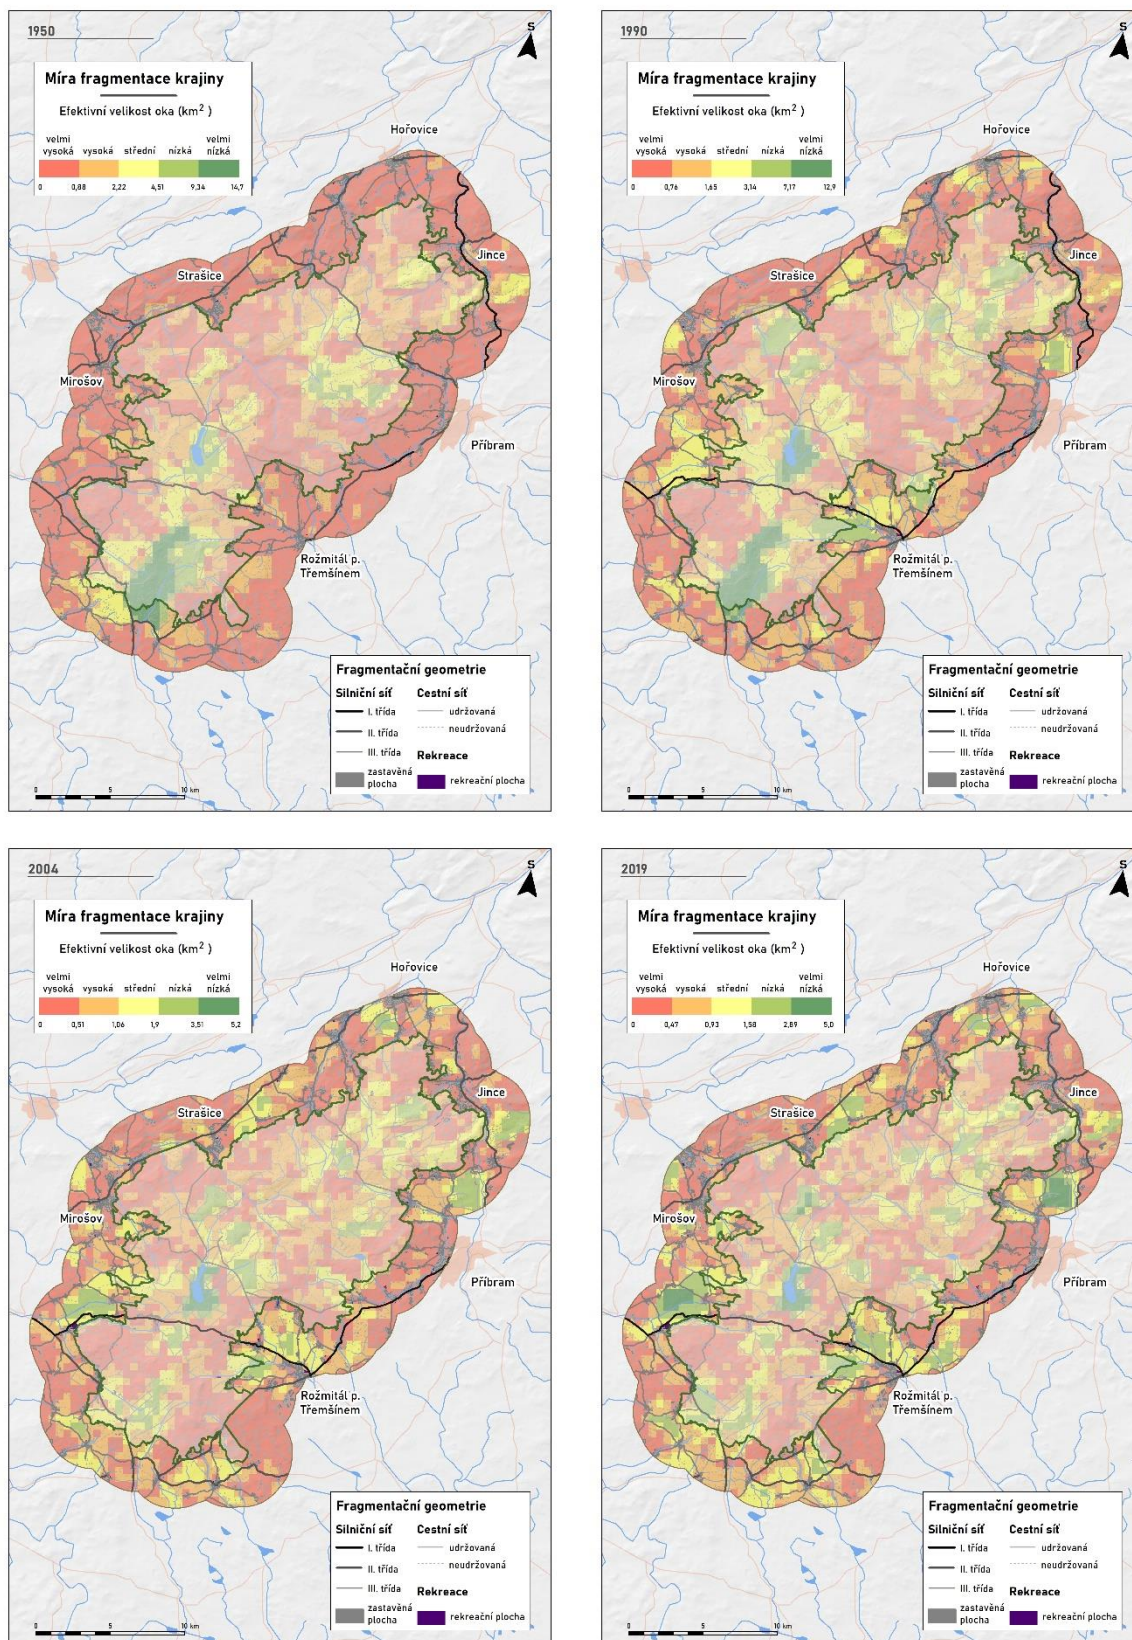 1950
S
Míra fragmentace krajiny
Efektivní velikost oka (km²)
velmi vysoká vysoká střední nízká velmi nízká
0 0,88 2,22 4,51 9,34 14,7
Hořovice
Jince
Strašice
Mirošov
Příbram
Rožmitál p.
Třemšínem
Fragmentační geometrie
Silniční síť Cestní síť
I. třída udržovaná
II. třída neudržovaná
III. třída Rekreace
zastavěná plocha rekreační plocha
0 5 10 km
1990
S
Míra fragmentace krajiny
Efektivní velikost oka (km²)
velmi vysoká vysoká střední nízká velmi nízká
0 0,76 1,65 3,14 7,17 12,9
Hořovice
Jince
Strašice
Mirošov
Příbram
Rožmitál p.
Třemšínem
Fragmentační geometrie
Silniční síť Cestní síť
I. třída udržovaná
II. třída neudržovaná
III. třída Rekreace
zastavěná plocha rekreační plocha
0 5 10 km
2004
S
Míra fragmentace krajiny
Efektivní velikost oka (km²)
velmi vysoká vysoká střední nízká velmi nízká
0 0,51 1,06 1,9 3,51 5,2
Hořovice
Jince
Strašice
Mirošov
Příbram
Rožmitál p.
Třemšínem
Fragmentační geometrie
Silniční síť Cestní síť
I. třída udržovaná
II. třída neudržovaná
III. třída Rekreace
zastavěná plocha rekreační plocha
0 5 10 km
2019
S
Míra fragmentace krajiny
Efektivní velikost oka (km²)
velmi vysoká vysoká střední nízká velmi nízká
0 0,47 0,93 1,58 2,89 5,0
Hořovice
Jince
Strašice
Mirošov
Příbram
Rožmitál p.
Třemšínem
Fragmentační geometrie
Silniční síť Cestní síť
I. třída udržovaná
II. třída neudržovaná
III. třída Rekreace
zastavěná plocha rekreační plocha
0 5 10 km